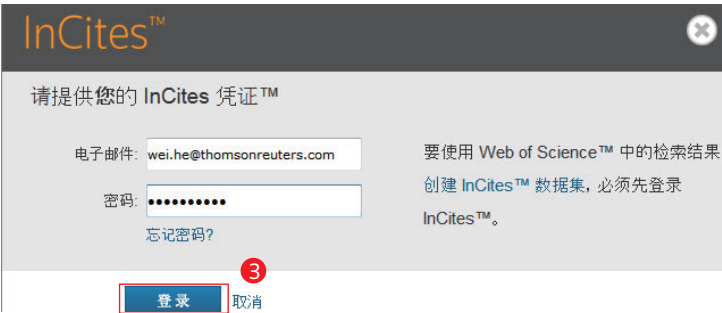 InCites™
请提供您的 InCites 凭证™
电子邮件: wei.he@thomsonreuters.com
密码: ••••••••••
忘记密码?
要使用 Web of Science™ 中的检索结果
创建 InCites™ 数据集, 必须先登录
InCites™。
3
登录 取消